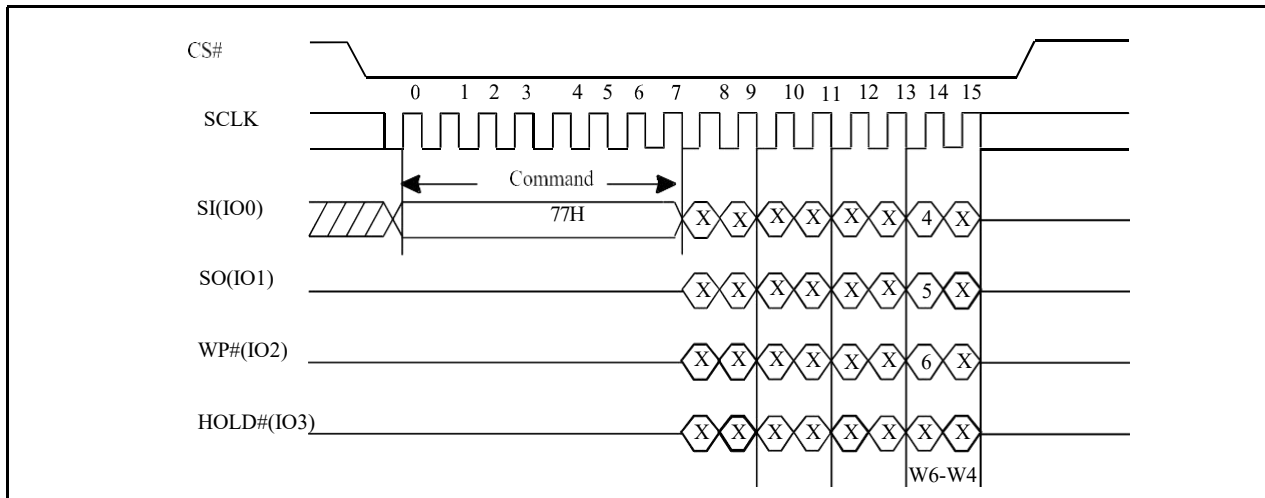 CS#
0 1 2 3 4 5 6 7 8 9 10 11 12 13 14 15
SCLK
Command
SI(IO0)
77H
X X X X X X 4 X
SO(IO1)
X X X X X X 5 X
WP#(IO2)
X X X X X X 6 X
HOLD#(IO3)
X X X X X X X X
W6-W4